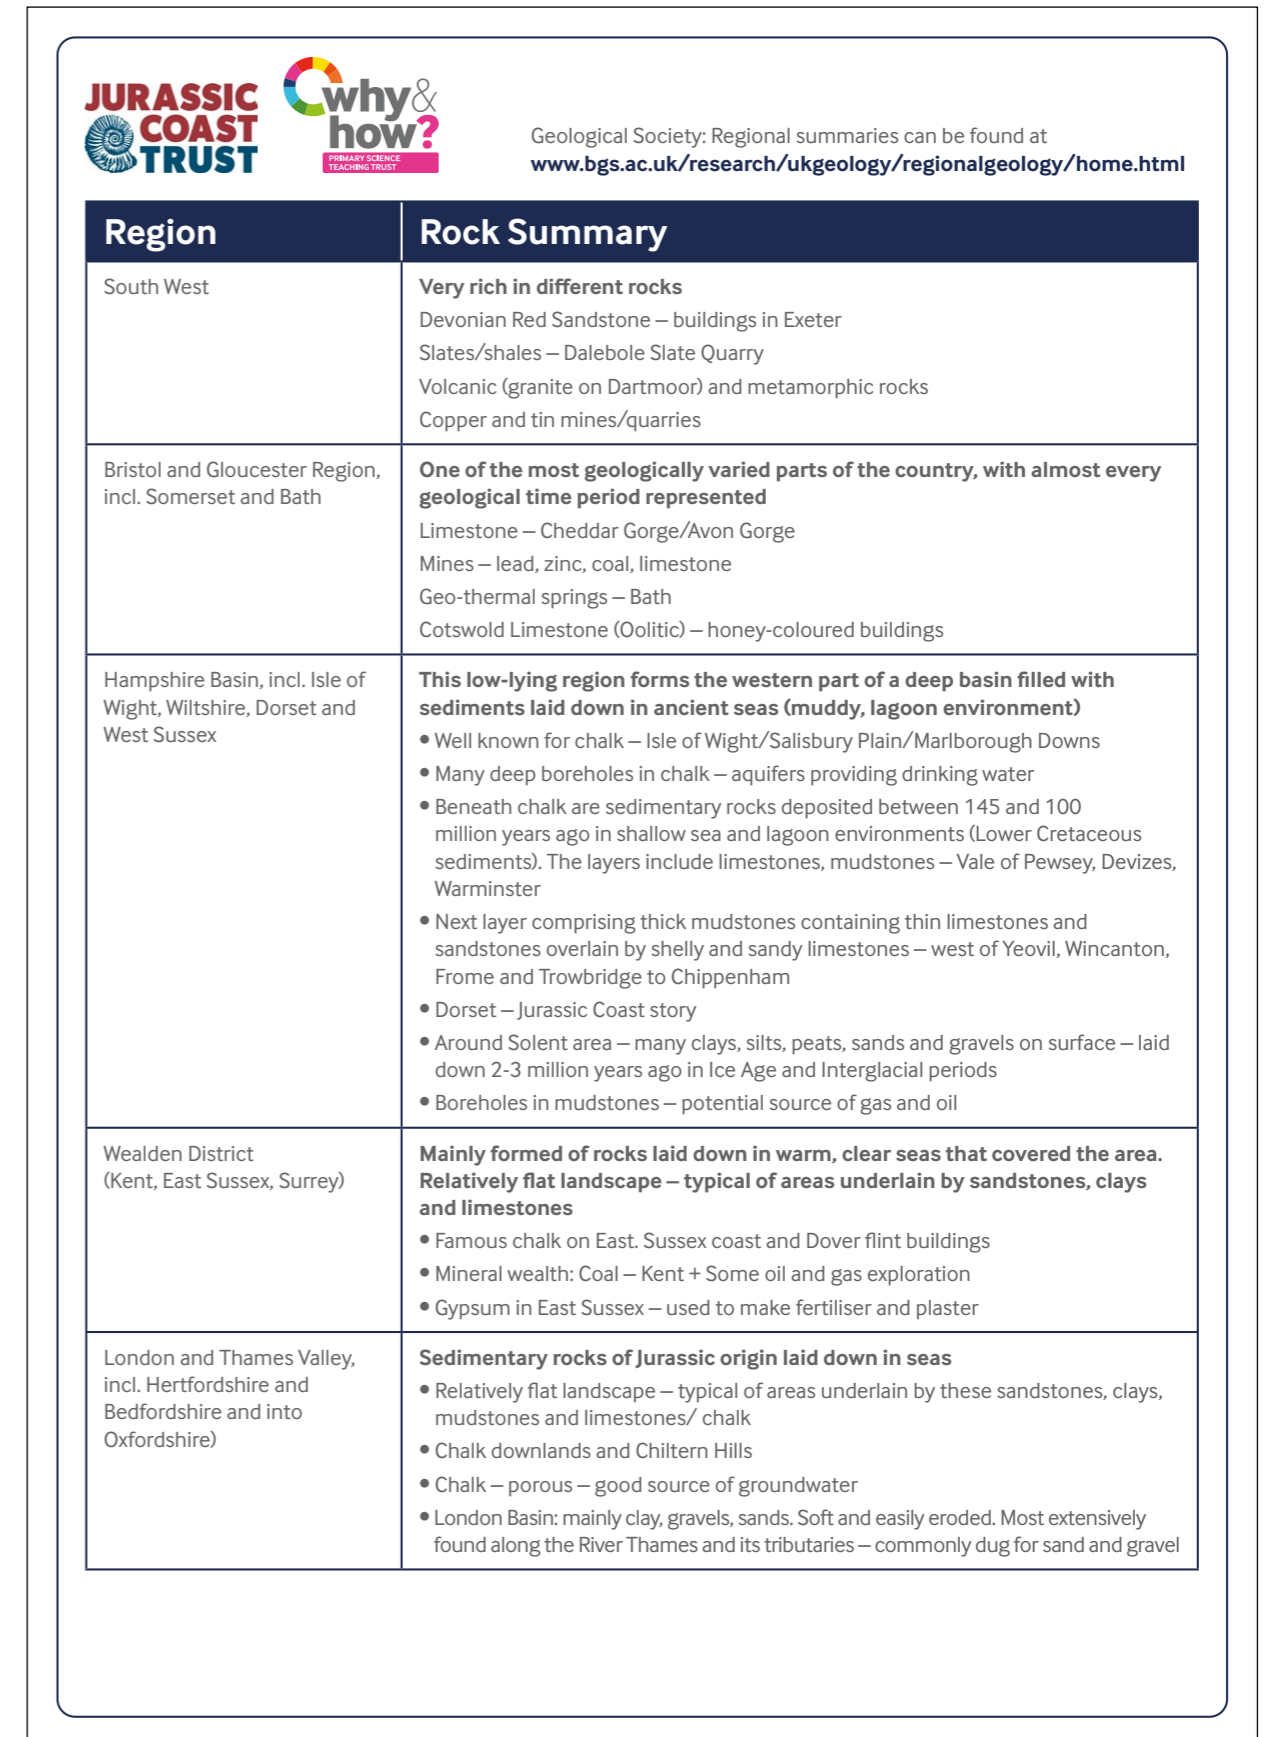 JURASSIC
COAST
TRUST
why&
how?
PRIMARY SCIENCE
TEACHING TRUST
Geological Society: Regional summaries can be found at
www.bgs.ac.uk/research/ukgeology/regionalgeology/home.html
Region
Rock Summary
South West
Very rich in different rocks
Devonian Red Sandstone – buildings in Exeter
Slates/shales – Dalebole Slate Quarry
Volcanic (granite on Dartmoor) and metamorphic rocks
Copper and tin mines/quarries
Bristol and Gloucester Region,
incl. Somerset and Bath
One of the most geologically varied parts of the country, with almost every
geological time period represented
Limestone – Cheddar Gorge/Avon Gorge
Mines – lead, zinc, coal, limestone
Geo-thermal springs – Bath
Cotswold Limestone (Oolitic) – honey-coloured buildings
Hampshire Basin, incl. Isle of
Wight, Wiltshire, Dorset and
West Sussex
This low-lying region forms the western part of a deep basin filled with
sediments laid down in ancient seas (muddy, lagoon environment)
• Well known for chalk – Isle of Wight/Salisbury Plain/Marlborough Downs
• Many deep boreholes in chalk – aquifers providing drinking water
• Beneath chalk are sedimentary rocks deposited between 145 and 100
million years ago in shallow sea and lagoon environments (Lower Cretaceous
sediments). The layers include limestones, mudstones – Vale of Pewsey, Devizes,
Warminster
• Next layer comprising thick mudstones containing thin limestones and
sandstones overlain by shelly and sandy limestones – west of Yeovil, Wincanton,
Frome and Trowbridge to Chippenham
• Dorset – Jurassic Coast story
• Around Solent area – many clays, silts, peats, sands and gravels on surface – laid
down 2-3 million years ago in Ice Age and Interglacial periods
• Boreholes in mudstones – potential source of gas and oil
Wealden District
(Kent, East Sussex, Surrey)
Mainly formed of rocks laid down in warm, clear seas that covered the area.
Relatively flat landscape – typical of areas underlain by sandstones, clays
and limestones
• Famous chalk on East. Sussex coast and Dover flint buildings
• Mineral wealth: Coal – Kent + Some oil and gas exploration
• Gypsum in East Sussex – used to make fertiliser and plaster
London and Thames Valley,
incl. Hertfordshire and
Bedfordshire and into
Oxfordshire)
Sedimentary rocks of Jurassic origin laid down in seas
• Relatively flat landscape – typical of areas underlain by these sandstones, clays,
mudstones and limestones/ chalk
• Chalk downlands and Chiltern Hills
• Chalk – porous – good source of groundwater
• London Basin: mainly clay, gravels, sands. Soft and easily eroded. Most extensively
found along the River Thames and its tributaries – commonly dug for sand and gravel